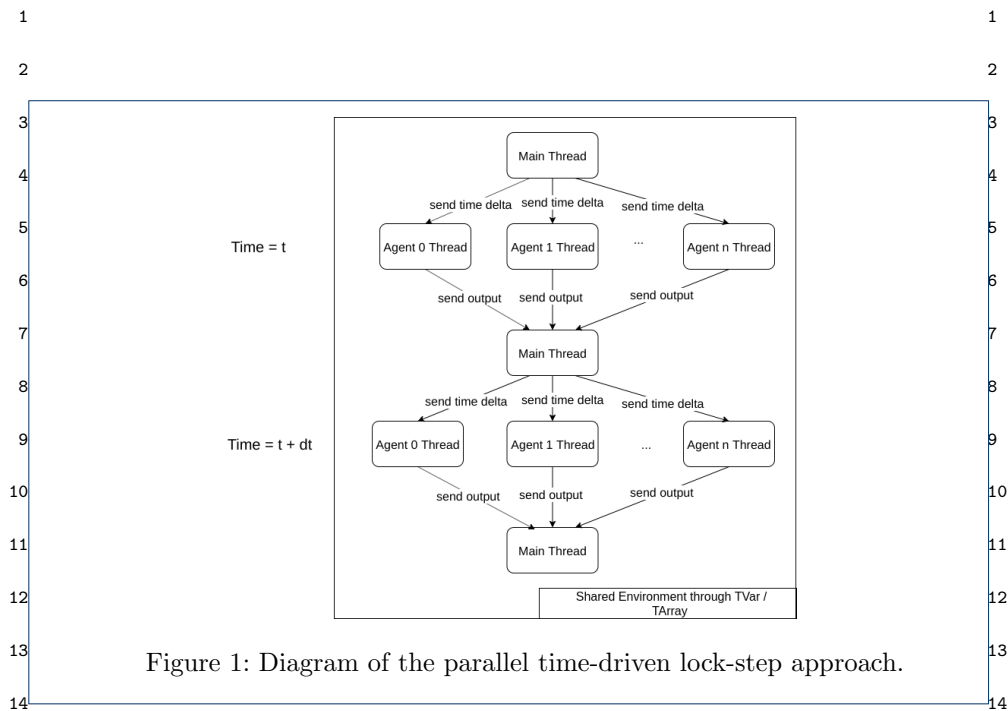 1 1
2 2
3 3
Main Thread
4 4
send time delta send time delta send time delta
5 5
Time = t Agent 0 Thread Agent 1 Thread ... Agent n Thread
6 6
send output send output send output
7 7
Main Thread
8 8
send time delta send time delta send time delta
9 9
Time = t + dt Agent 0 Thread Agent 1 Thread ... Agent n Thread
10 10
send output send output send output
11 11
Main Thread
12 12
Shared Environment through TVar /
TArray
13 13
Figure 1: Diagram of the parallel time-driven lock-step approach.
14 14